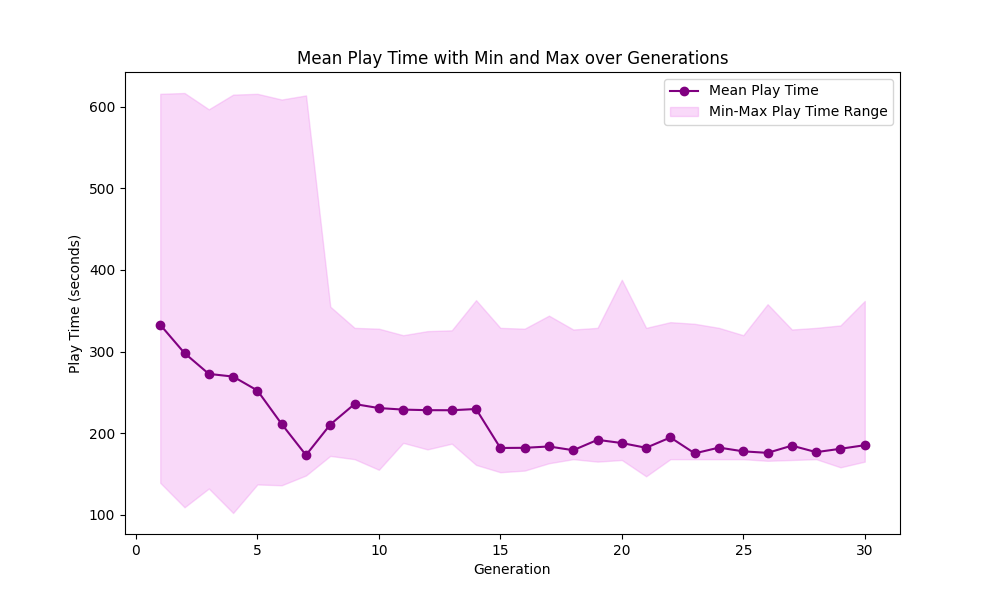 Mean Play Time with Min and Max over Generations
Mean Play Time
Min-Max Play Time Range
Play Time (seconds)
600
500
400
300
200
100
0
5
10
15
20
25
30
Generation